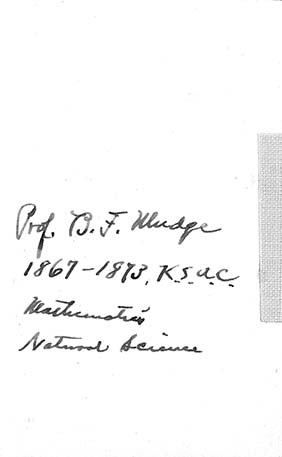 Prof. B. F. Mudge
1867-1873, K.S.A.C.
Mathematics
Natural Science